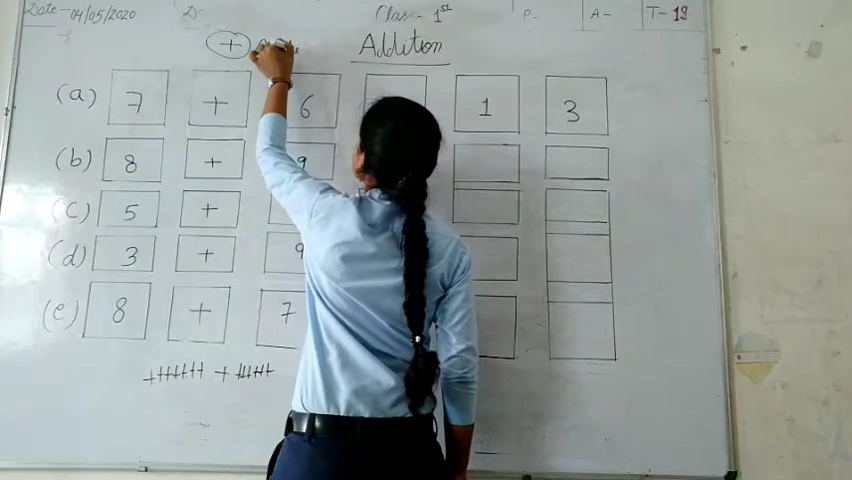 Date - 04/05/2020 Class - 1st P- A- T- 19
+ Addition
(a) 7 + 6 1 3
(b) 8 + 9
(c) 5 +
(d) 3 + 9
(e) 8 + 7
+